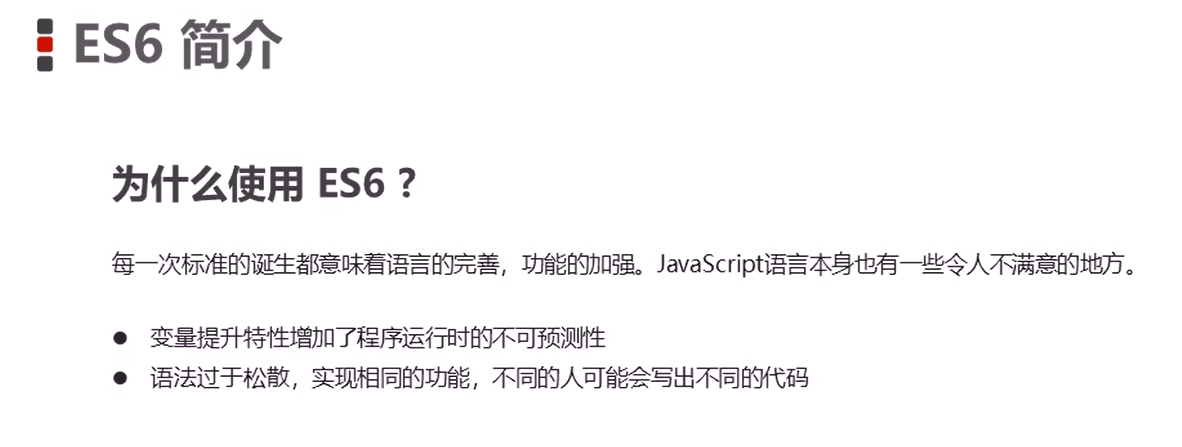 ES6 简介
为什么使用 ES6？
每一次标准的诞生都意味着语言的完善，功能的加强。JavaScript语言本身也有一些令人不满意的地方。
● 变量提升特性增加了程序运行时的不可预测性
● 语法过于松散，实现相同的功能，不同的人可能会写出不同的代码